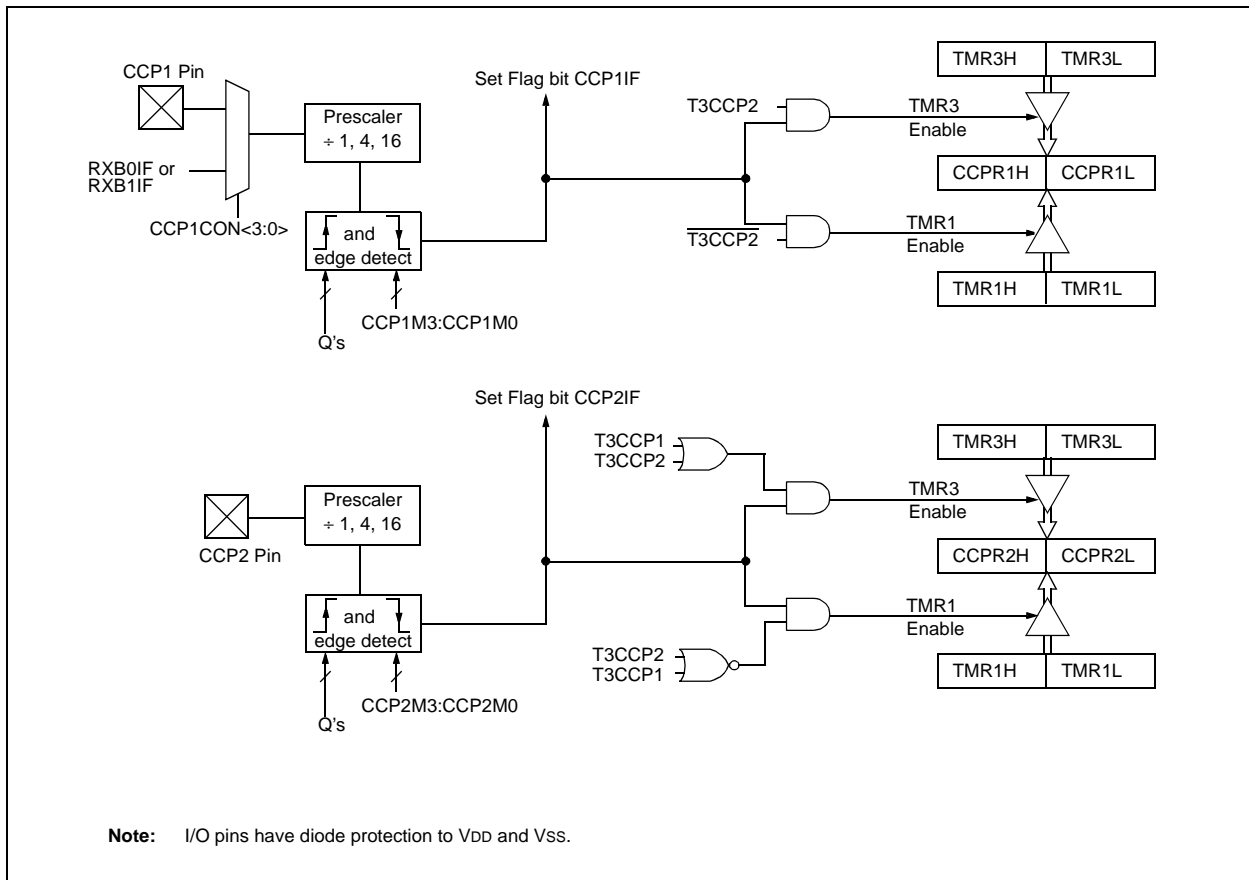 CCP1 Pin
Set Flag bit CCP1IF
TMR3H TMR3L
Prescaler
÷ 1, 4, 16
T3CCP2
TMR3
Enable
RXB0IF or
RXB1IF
CCPR1H CCPR1L
CCP1CON<3:0>
and
edge detect
T3CCP2
TMR1
Enable
TMR1H TMR1L
CCP1M3:CCP1M0
Q's
Set Flag bit CCP2IF
TMR3H TMR3L
T3CCP1
T3CCP2
Prescaler
÷ 1, 4, 16
TMR3
Enable
CCP2 Pin
CCPR2H CCPR2L
and
edge detect
TMR1
Enable
T3CCP2
T3CCP1
TMR1H TMR1L
CCP2M3:CCP2M0
Q's
Note: I/O pins have diode protection to VDD and VSS.